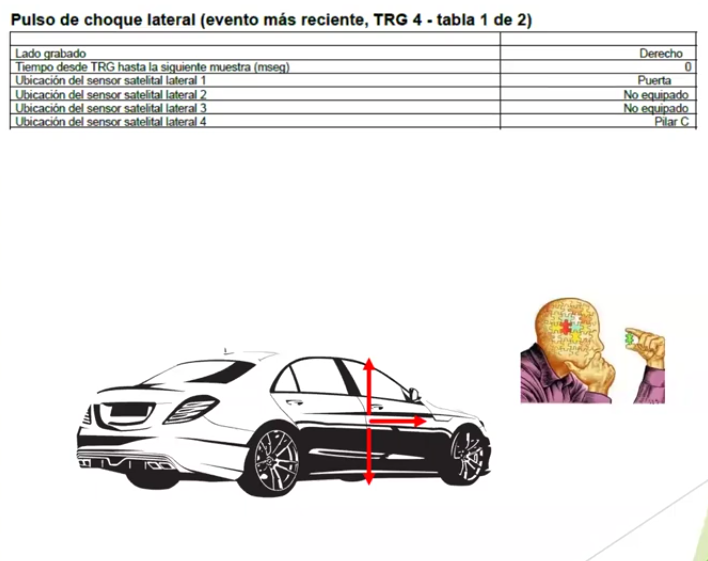 Pulso de choque lateral (evento más reciente, TRG 4 - tabla 1 de 2)
Lado grabado Derecho
Tiempo desde TRG hasta la siguiente muestra (mseg) 0
Ubicación del sensor satelital lateral 1 Puerta
Ubicación del sensor satelital lateral 2 No equipado
Ubicación del sensor satelital lateral 3 No equipado
Ubicación del sensor satelital lateral 4 Pilar C